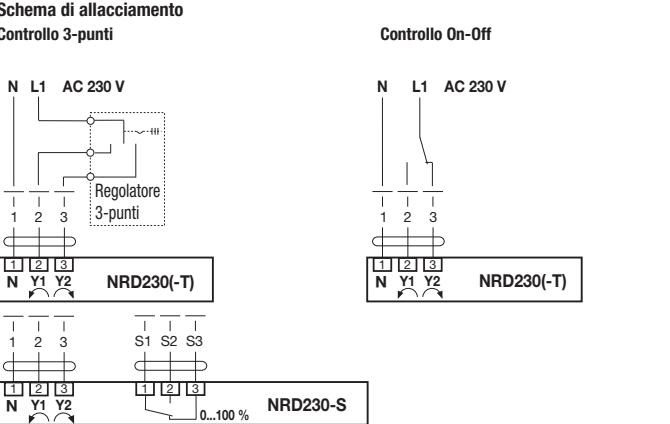 Schema di allacciamento
Controllo 3-punti
Controllo On-Off
N L1 AC 230 V
N L1 AC 230 V
Regolatore
3-punti
1 2 3
1 2 3
1 2 3
N Y1 Y2
NRD230(-T)
1 2 3
N Y1 Y2
NRD230(-T)
1 2 3
S1 S2 S3
1 2 3
N Y1 Y2
1 2 3
0...100 %
NRD230-S